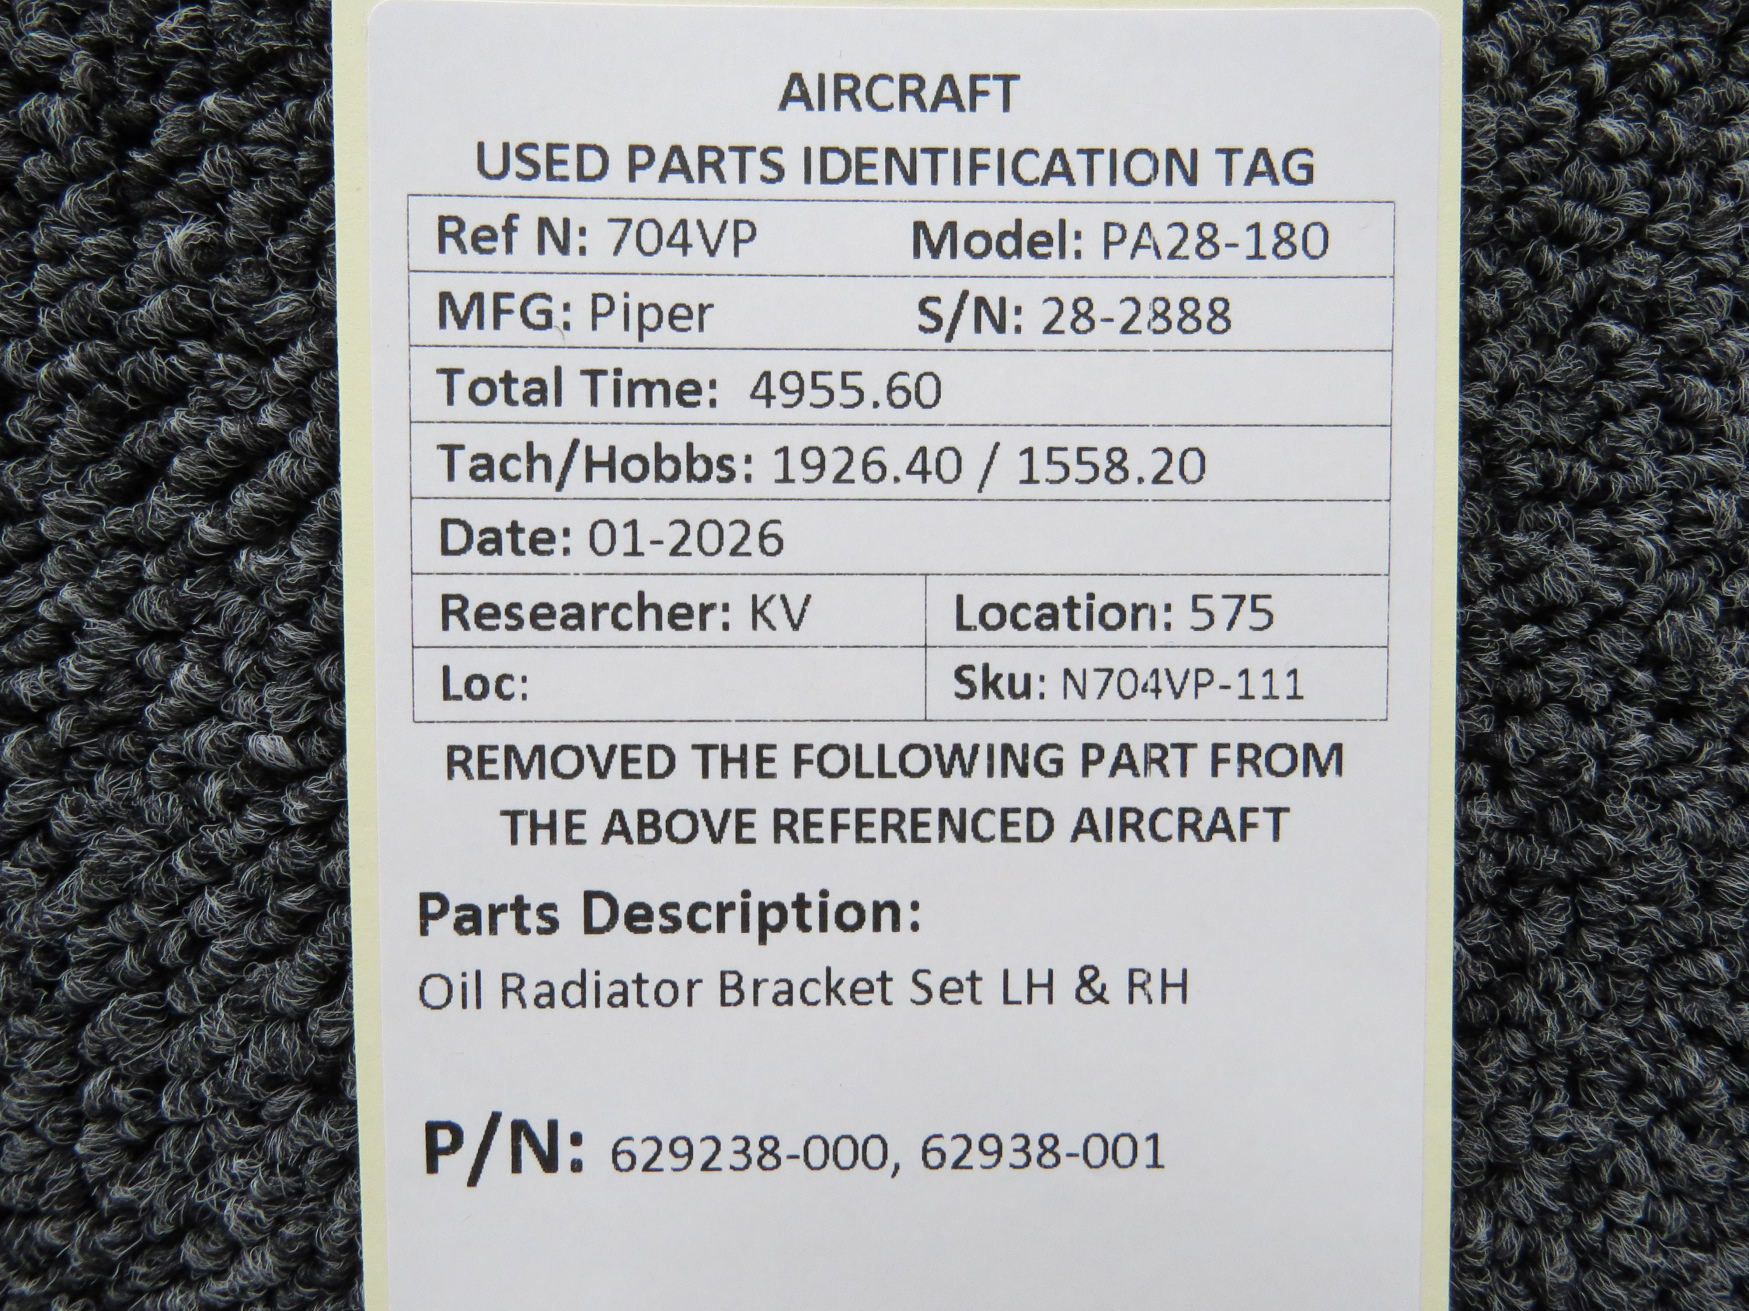 AIRCRAFT
USED PARTS IDENTIFICATION TAG
Ref N: 704VP Model: PA28-180
MFG: Piper S/N: 28-2888
Total Time: 4955.60
Tach/Hobbs: 1926.40 / 1558.20
Date: 01-2026
Researcher: KV Location: 575
Loc: Sku: N704VP-111
REMOVED THE FOLLOWING PART FROM
THE ABOVE REFERENCED AIRCRAFT
Parts Description:
Oil Radiator Bracket Set LH & RH
P/N: 629238-000, 62938-001